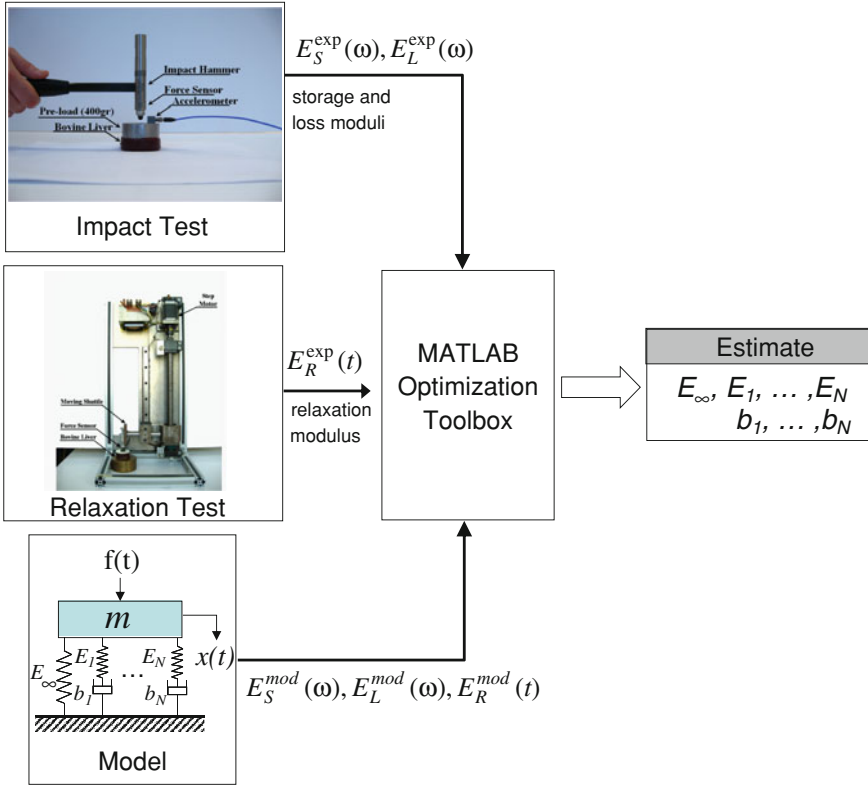 Impact Hammer
Force Sensor
Accelerometer
Pre-load (400gr)
Bovine Liver
Impact Test
E_S^exp(ω), E_L^exp(ω)
storage and
loss moduli
Step
Motor
Moving Shuttle
Force Sensor
Bovine Liver
Relaxation Test
E_R^exp(t)
relaxation
modulus
MATLAB
Optimization
Toolbox
Estimate
E_∞, E_1, … ,E_N
b_1, … ,b_N
f(t)
m
x(t)
E_∞
E_1
…
E_N
b_1
b_N
Model
E_S^mod(ω), E_L^mod(ω), E_R^mod(t)